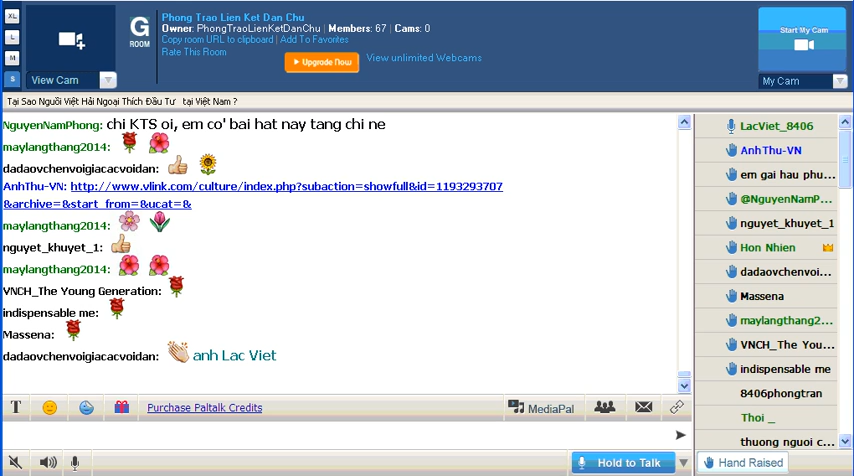 XL
L
M
S
View Cam
G
ROOM
Phong Trao Lien Ket Dan Chu
Owner: PhongTraoLienKetDanChu | Members: 67 | Cams: 0
Copy room URL to clipboard | Add To Favorites
Rate This Room
Upgrade Now
View unlimited Webcams
Start My Cam
My Cam
Tại Sao Người Việt Hải Ngoại Thích Đầu Tư tại Việt Nam ?
NguyenNamPhong: chi KTS oi, em co' bai hat nay tang chi ne
maylangthang2014:
dadaovchenvoigiacacvoidan:
AnhThu-VN: http://www.vlink.com/culture/index.php?subaction=showfull&id=1193293707
&archive=&start_from=&ucat=&
maylangthang2014:
nguyet_khuyet_1:
maylangthang2014:
VNCH_The Young Generation:
indispensable me:
Massena:
dadaovchenvoigiacacvoidan: anh Lac Viet
T
Purchase Paltalk Credits
MediaPal
Hold to Talk
LacViet_8406
AnhThu-VN
em gai hau phu...
@NguyenNamP...
nguyet_khuyet_1
Hon Nhien
dadaovchenvoi...
Massena
maylangthang2...
VNCH_The You...
indispensable me
8406phongtran
Thoi _
thuong nguoi c...
Hand Raised